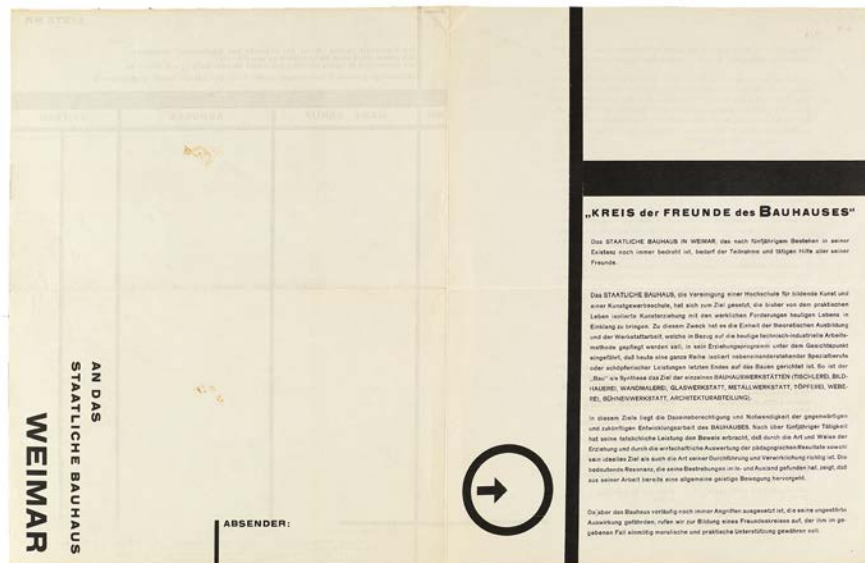 „KREIS der FREUNDE des BAUHAUSES"
Das STAATLICHE BAUHAUS IN WEIMAR, das nach fünfjährigem Bestehen in seiner
Existenz noch immer bedroht ist, bedarf der Teilnahme und tätigen Hilfe aller seiner
Freunde.
Das STAATLICHE BAUHAUS, die Vereinigung einer Hochschule für bildende Kunst und
einer Kunstgewerbeschule, hat sich zum Ziel gesetzt, die bisher von dem praktischen
Leben isolierte Kunsterziehung mit den werklichen Forderungen heutigen Lebens in
Einklang zu bringen. Zu diesem Zweck hat es die Einheit der theoretischen Ausbildung
und der Werkstattarbeit, welche in Bezug auf die heutige technisch-industrielle Arbeits-
methode gepflegt werden soll, in sein Erziehungsprogramm unter dem Gesichtspunkt
eingeführt, daß heute eine ganze Reihe isoliert nebeneinanderstehender Spezialberufe
oder schöpferischer Leistungen letzten Endes auf das Bauen gerichtet ist. So ist der
„Bau" als Synthese das Ziel der einzelnen BAUHAUSWERKSTÄTTEN (TISCHLEREI, BILD-
HAUEREI, WANDMALEREI, GLASWERKSTATT, METALLWERKSTATT, TÖPFEREI, WEBE-
REI, BÜHNENWERKSTATT, ARCHITEKTURABTEILUNG).
In diesem Ziele liegt die Daseinsberechtigung und Notwendigkeit der gegenwärtigen
und zukünftigen Entwicklungsarbeit des BAUHAUSES. Nach über fünfjähriger Tätigkeit
hat seine tatsächliche Leistung den Beweis erbracht, daß durch die Art und Weise der
Erziehung und durch die wirtschaftliche Auswertung der pädagogischen Resultate sowohl
sein ideelles Ziel als auch die Art seiner Durchführung und Verwirklichung richtig ist. Die
bedeutende Resonanz, die seine Bestrebungen im In- und Ausland gefunden hat, zeigt, daß
aus seiner Arbeit bereits eine allgemeine geistige Bewegung hervorgeht.
Da aber das Bauhaus vorläufig noch immer Angriffen ausgesetzt ist, die seine ungestörte
Auswirkung gefährden, rufen wir zur Bildung eines Freundeskreises auf, der ihm im ge-
gebenen Fall einmütig moralische und praktische Unterstützung gewähren soll.
AN DAS
STAATLICHE BAUHAUS
WEIMAR
ABSENDER: